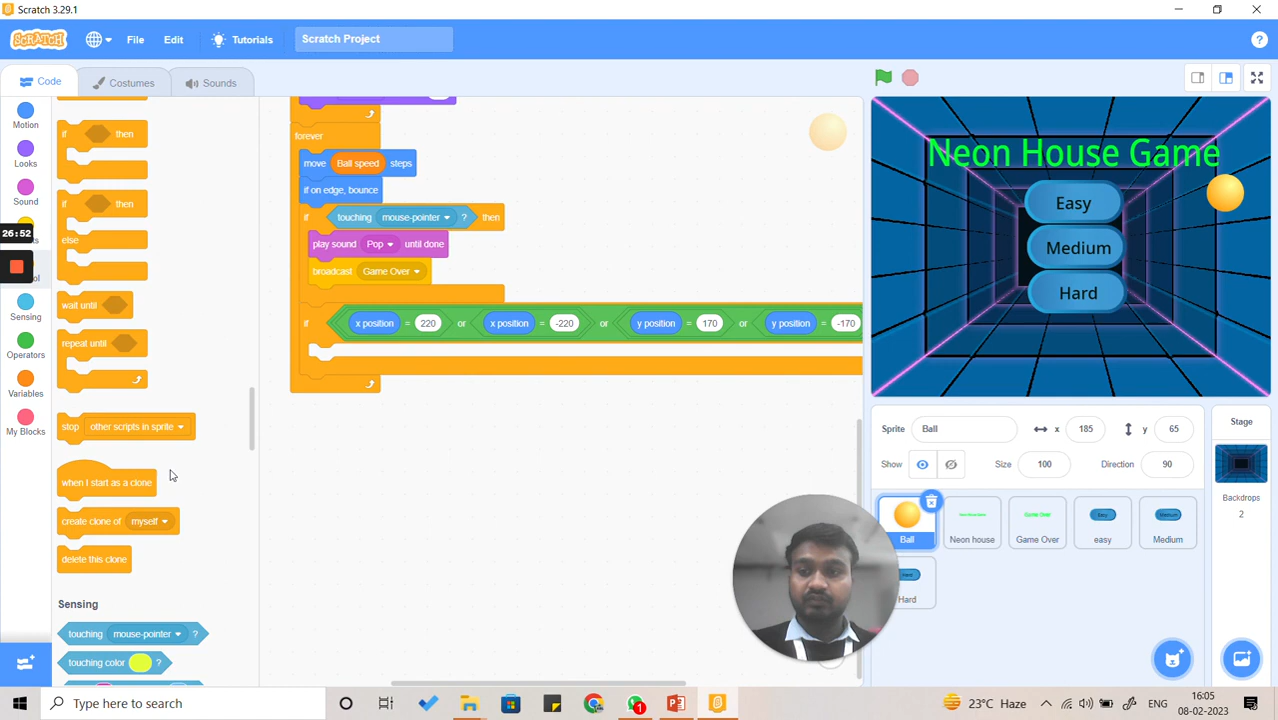 Scratch 3.29.1
SCRATCH File Edit Tutorials Scratch Project
Code Costumes Sounds
Motion
Looks
Sound
26:52
Sensing
Operators
Variables
My Blocks
if then
if then
else
wait until
repeat until
stop other scripts in sprite
when I start as a clone
create clone of myself
delete this clone
Sensing
touching mouse-pointer ?
touching color ?
forever
move Ball speed steps
if on edge, bounce
if touching mouse-pointer ? then
play sound Pop until done
broadcast Game Over
if x position = 220 or x position = -220 or y position = 170 or y position = -170
Neon House Game
Easy
Medium
Hard
Sprite Ball x 185 y 65
Show Size 100 Direction 90
Ball Neon house Game Over easy Medium
Hard
Stage
Backdrops
2
Type here to search
1
23°C Haze
ENG
16:05
08-02-2023